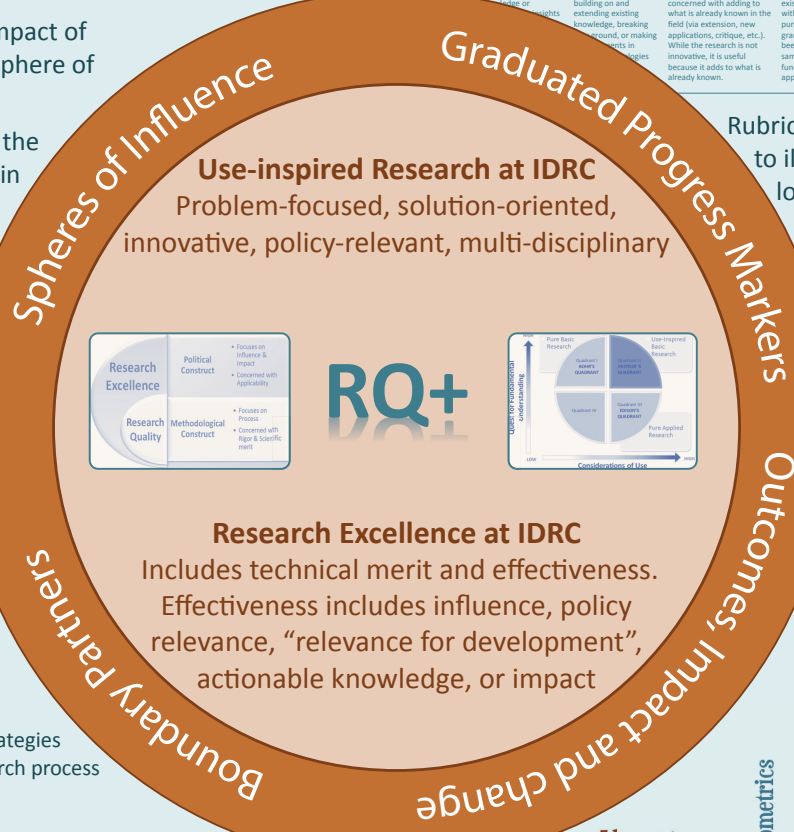 mpact of
phere of
the
in
ategies
rch process
building on and
extending existing
knowledge, breaking
ground, or making
concerned with adding to
what is already known in the
field (via extension, new
applications, critique, etc.).
While the research is not
innovative, it is useful
because it adds to what is
already known.
Rubric
to il
lo
Spheres of Influence
Graduated Progress Markers
Outcomes, Impact and change
Boundary Partners
Use-inspired Research at IDRC
Problem-focused, solution-oriented,
innovative, policy-relevant, multi-disciplinary
Research
Excellence
Political
Construct
• Focuses on
Influence &
Impact
• Concerned with
Applicability
Research
Quality
Methodological
Construct
• Focuses on
Process
• Concerned with
Rigor & Scientific
merit
RQ+
HIGH
Quest for Fundamental
Understanding
Pure Basic
Research
Use-Inspired
Basic
Research
Quadrant I
BOHR'S
QUADRANT
Quadrant II
PASTEUR'S
QUADRANT
Quadrant IV
Quadrant III
EDISON'S
QUADRANT
Pure Applied
Research
LOW
HIGH
Considerations of Use
Research Excellence at IDRC
Includes technical merit and effectiveness.
Effectiveness includes influence, policy
relevance, “relevance for development”,
actionable knowledge, or impact
ometrics